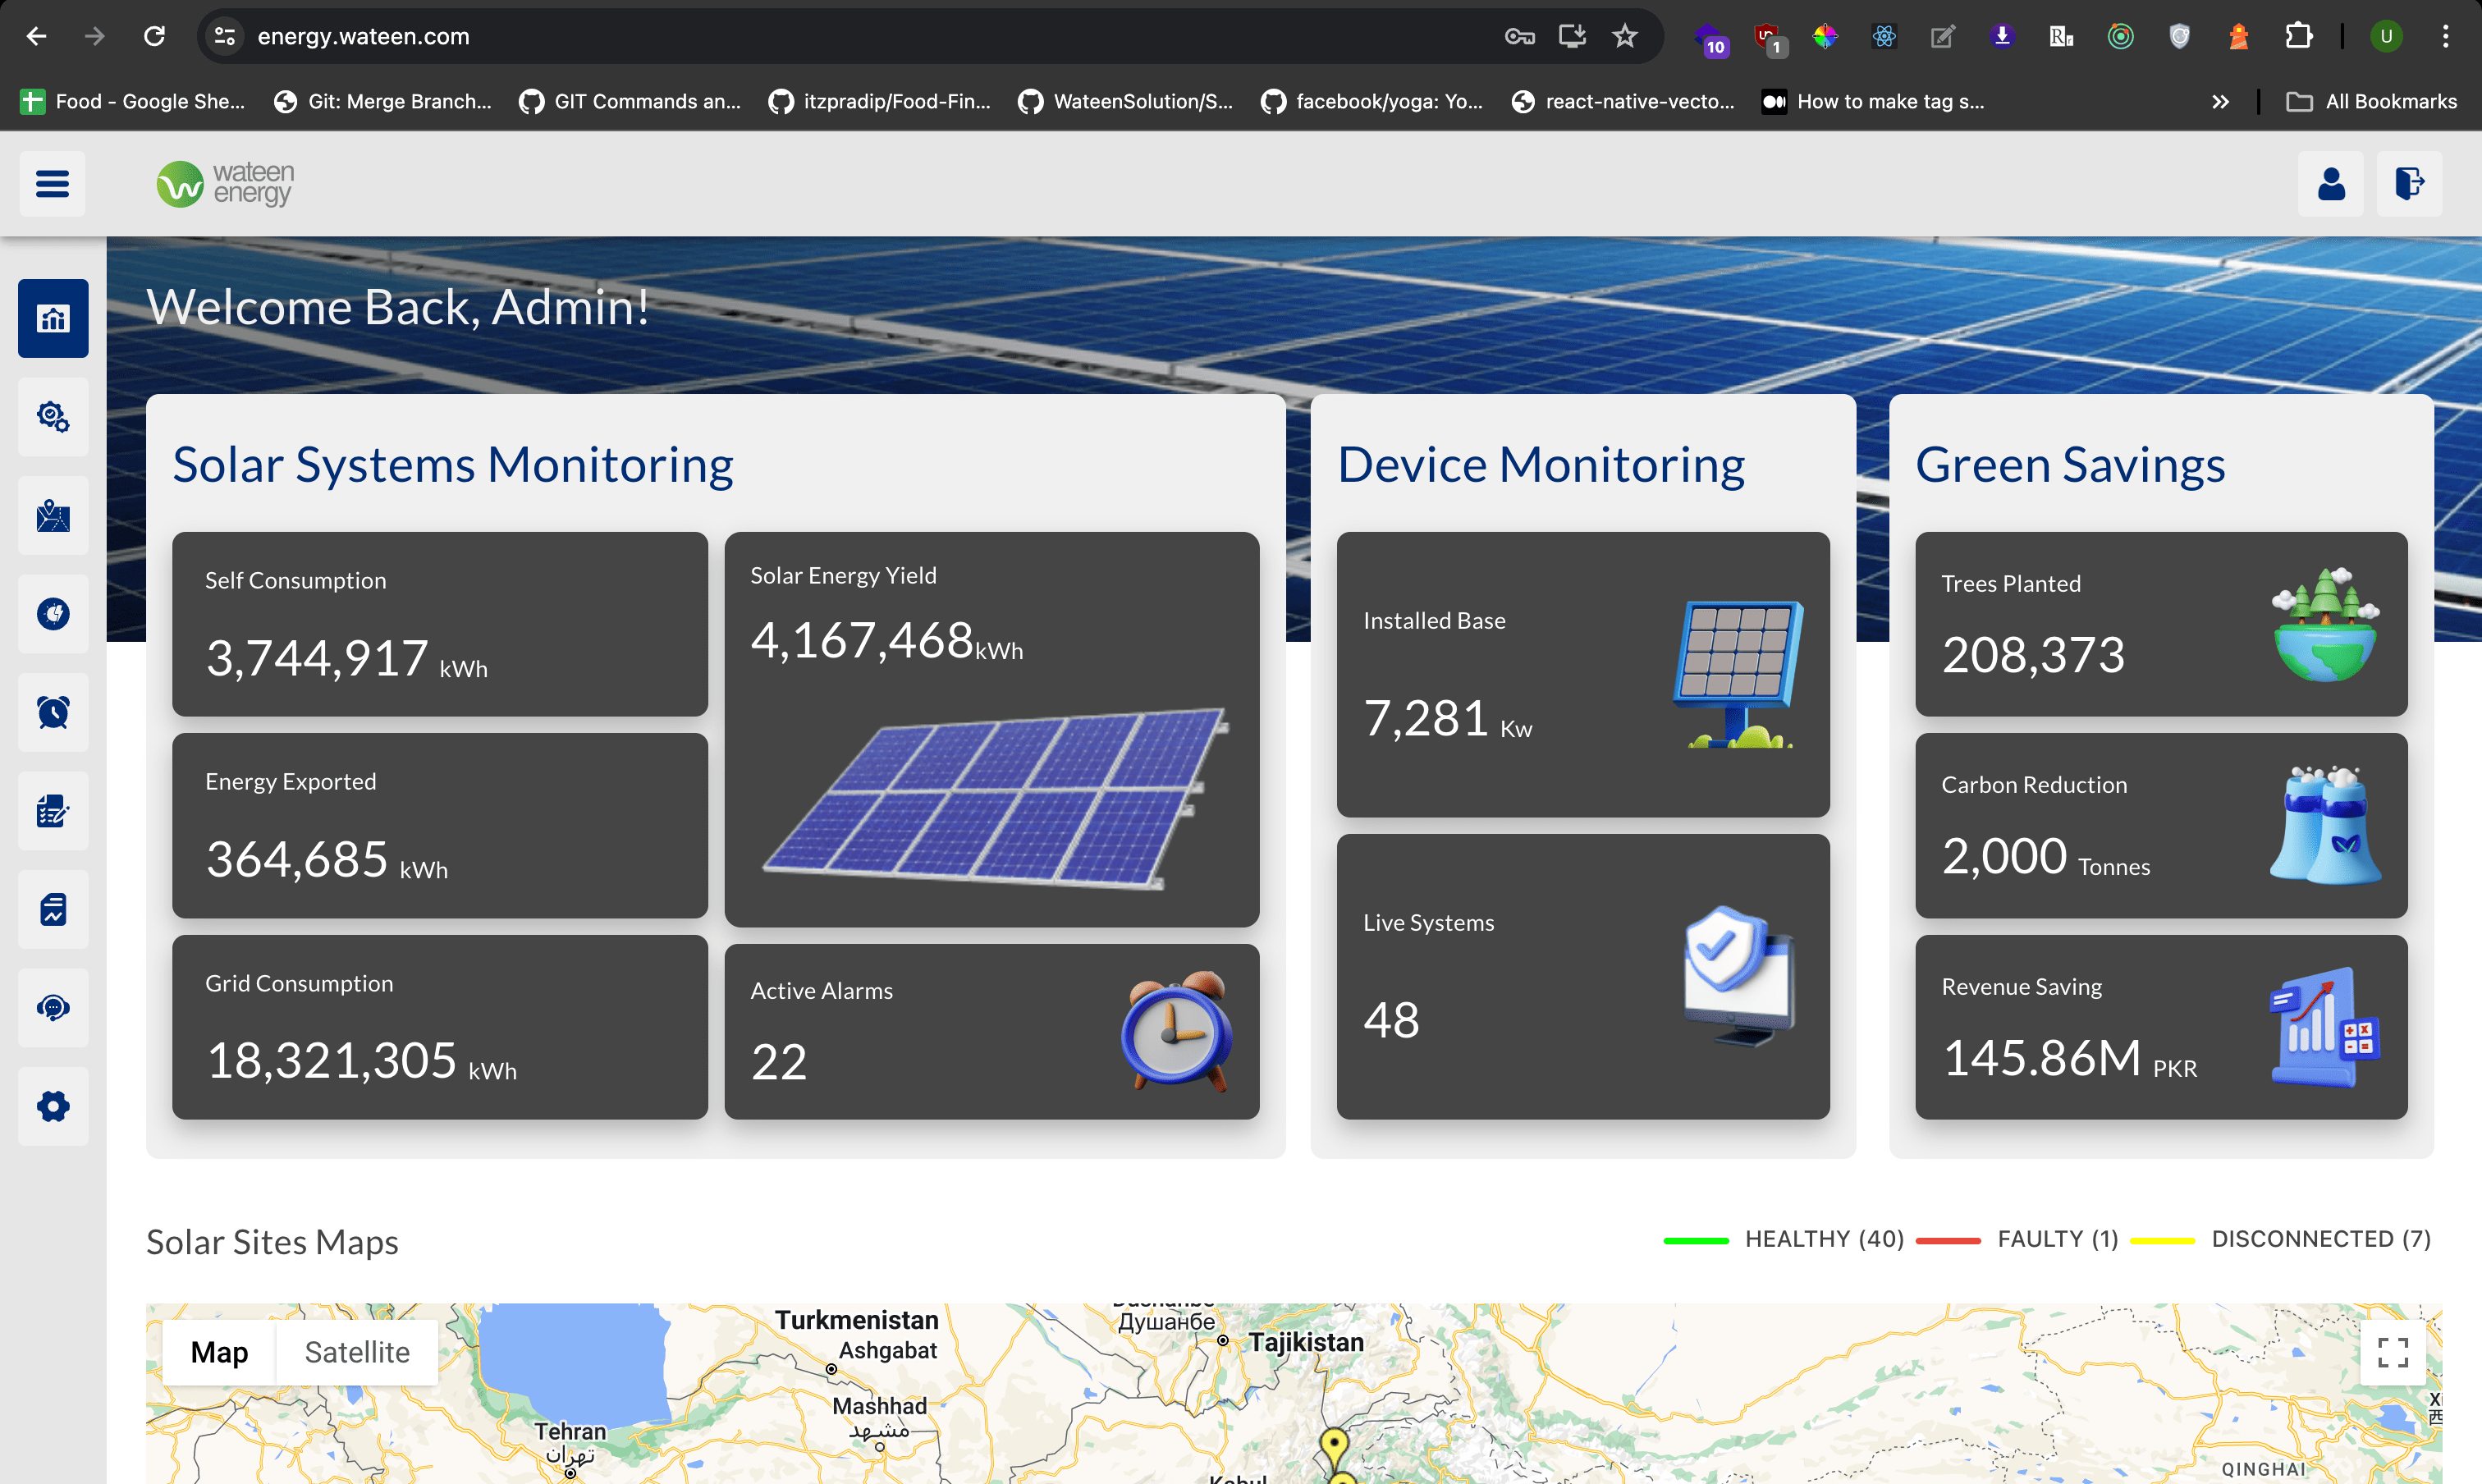 energy.wateen.com
10
1
U
Food - Google She...
Git: Merge Branch...
GIT Commands an...
itzpradip/Food-Fin...
WateenSolution/S...
facebook/yoga: Yo...
react-native-vecto...
How to make tag s...
All Bookmarks
wateen
energy
Welcome Back, Admin!
Solar Systems Monitoring
Self Consumption
3,744,917 kWh
Energy Exported
364,685 kWh
Grid Consumption
18,321,305 kWh
Solar Energy Yield
4,167,468kWh
Active Alarms
22
Device Monitoring
Installed Base
7,281 Kw
Live Systems
48
Green Savings
Trees Planted
208,373
Carbon Reduction
2,000 Tonnes
Revenue Saving
145.86M PKR
Solar Sites Maps
HEALTHY (40)
FAULTY (1)
DISCONNECTED (7)
Map
Satellite
Turkmenistan
Ashgabat
Mashhad
مشهد
Tehran
تهران
Душанбе
Tajikistan
Kabul
QINGHAI